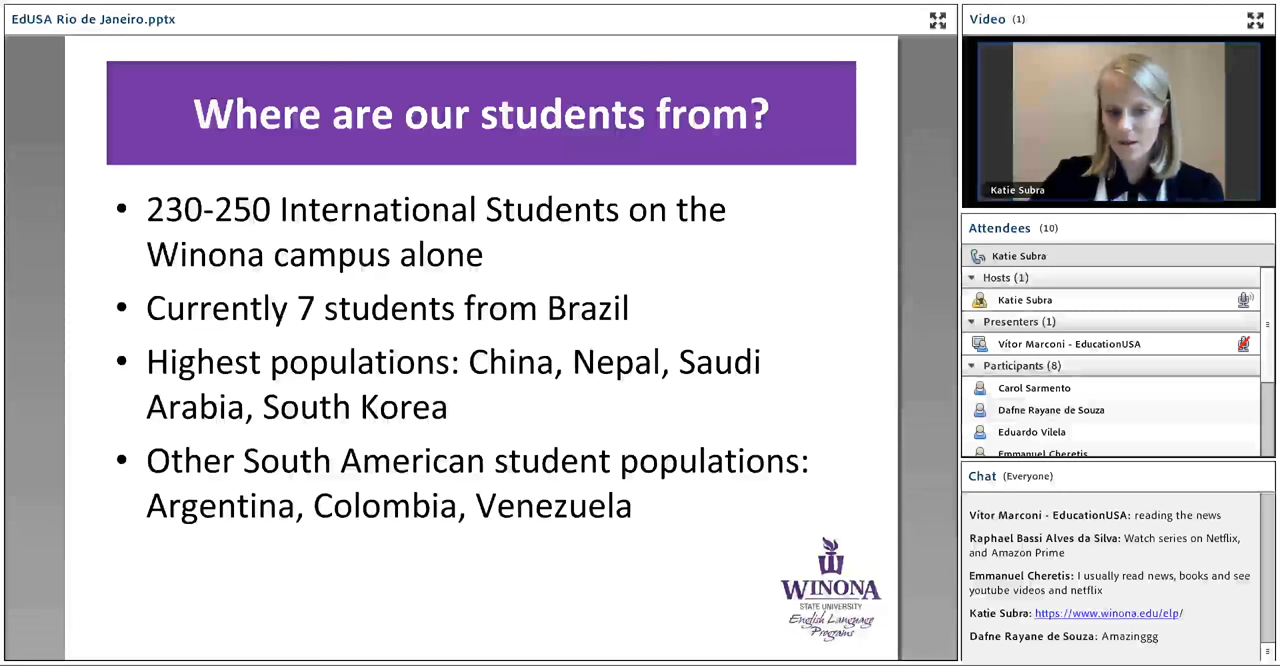 EdUSA Rio de Janeiro.pptx
Where are our students from?
• 230-250 International Students on the
Winona campus alone
• Currently 7 students from Brazil
• Highest populations: China, Nepal, Saudi
Arabia, South Korea
• Other South American student populations:
Argentina, Colombia, Venezuela
WINONA
STATE UNIVERSITY
English Language
Programs
Video (1)
Katie Subra
Attendees (10)
Katie Subra
Hosts (1)
Katie Subra
Presenters (1)
Vítor Marconi - EducationUSA
Participants (8)
Carol Sarmento
Dafne Rayane de Souza
Eduardo Vilela
Emmanuel Cheretis
Chat (Everyone)
Vítor Marconi - EducationUSA: reading the news
Raphael Bassi Alves da Silva: Watch series on Netflix,
and Amazon Prime
Emmanuel Cheretis: I usually read news, books and see
youtube videos and netflix
Katie Subra: https://www.winona.edu/elp/
Dafne Rayane de Souza: Amazinggg